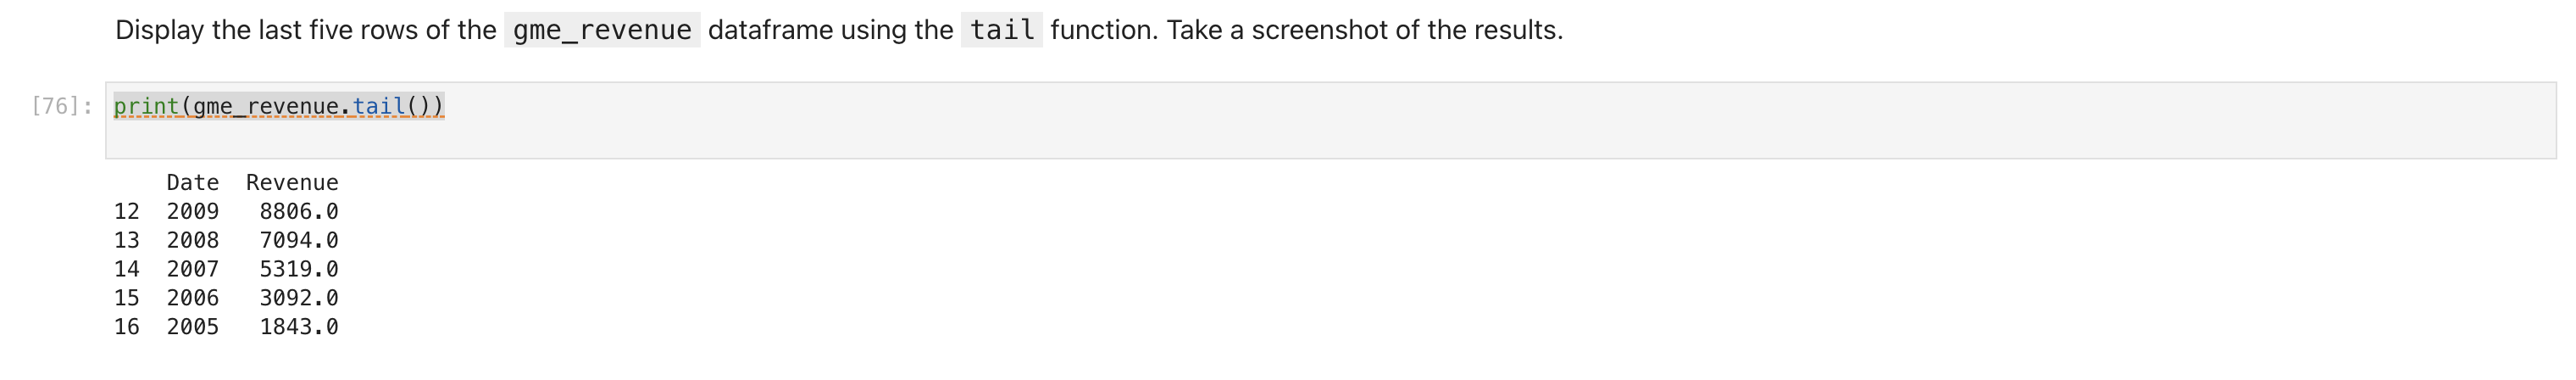 Display the last five rows of the gme_revenue dataframe using the tail function. Take a screenshot of the results.
[76]: print(gme_revenue.tail())
Date Revenue
12 2009 8806.0
13 2008 7094.0
14 2007 5319.0
15 2006 3092.0
16 2005 1843.0